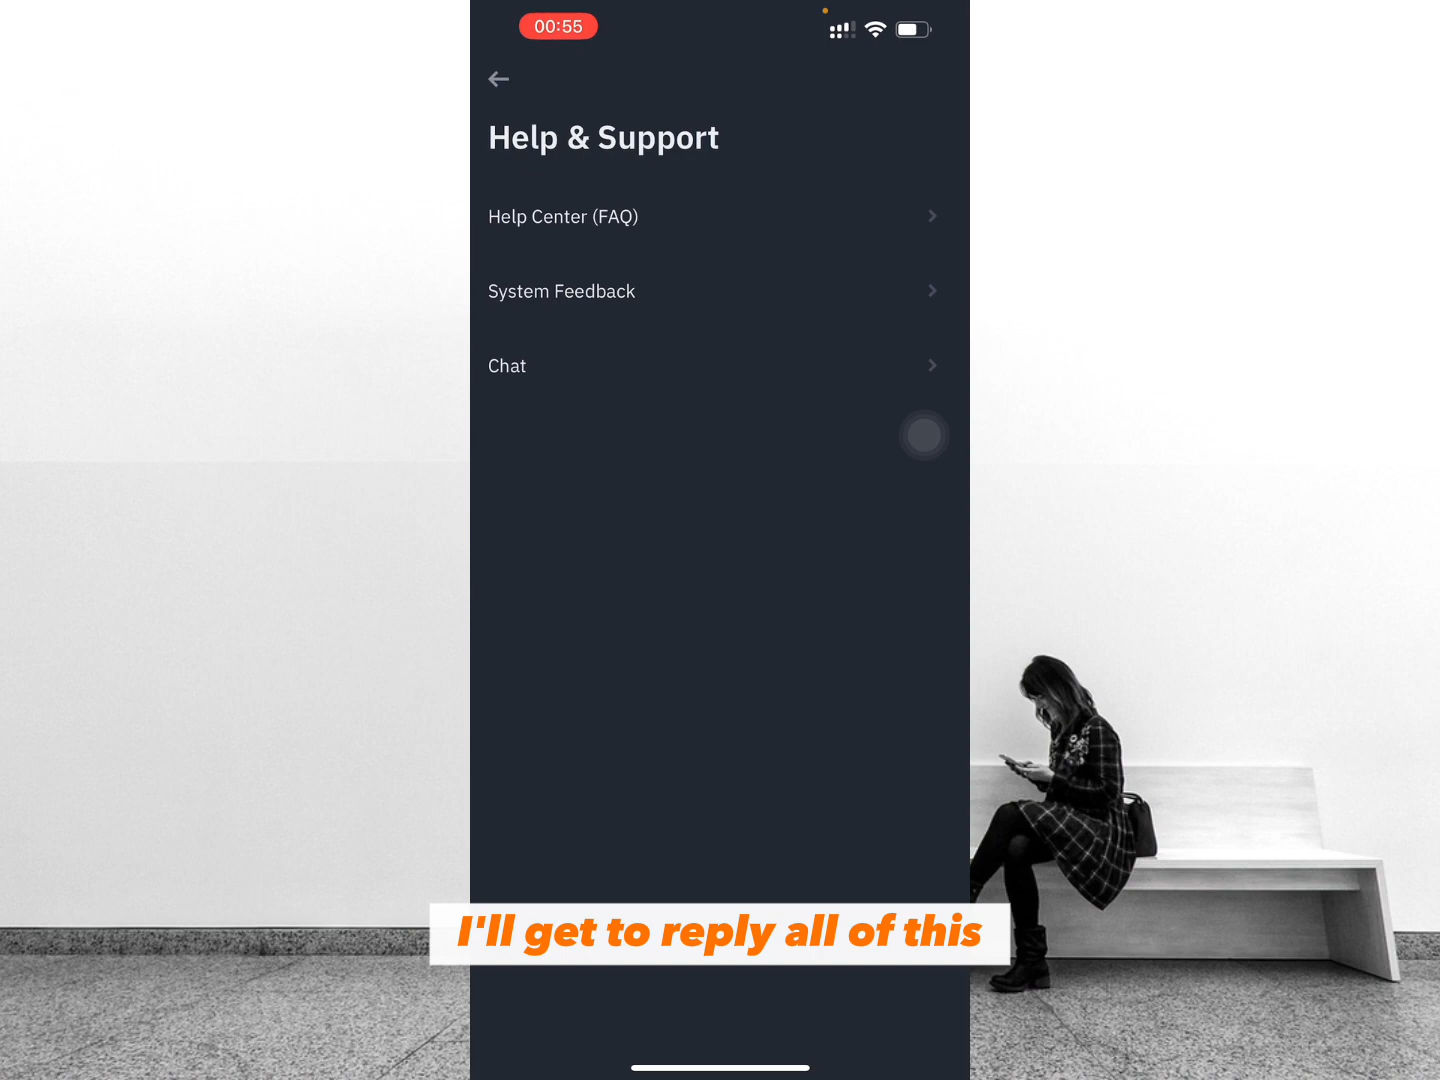 00:55
Help & Support
Help Center (FAQ)
System Feedback
Chat
I'll get to reply all of this